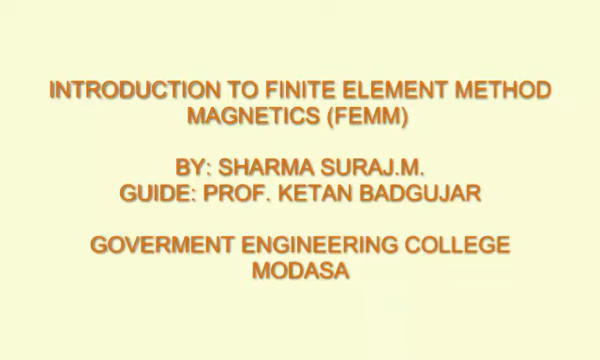 INTRODUCTION TO FINITE ELEMENT METHOD
MAGNETICS (FEMM)
BY: SHARMA SURAJ.M.
GUIDE: PROF. KETAN BADGUJAR
GOVERMENT ENGINEERING COLLEGE
MODASA